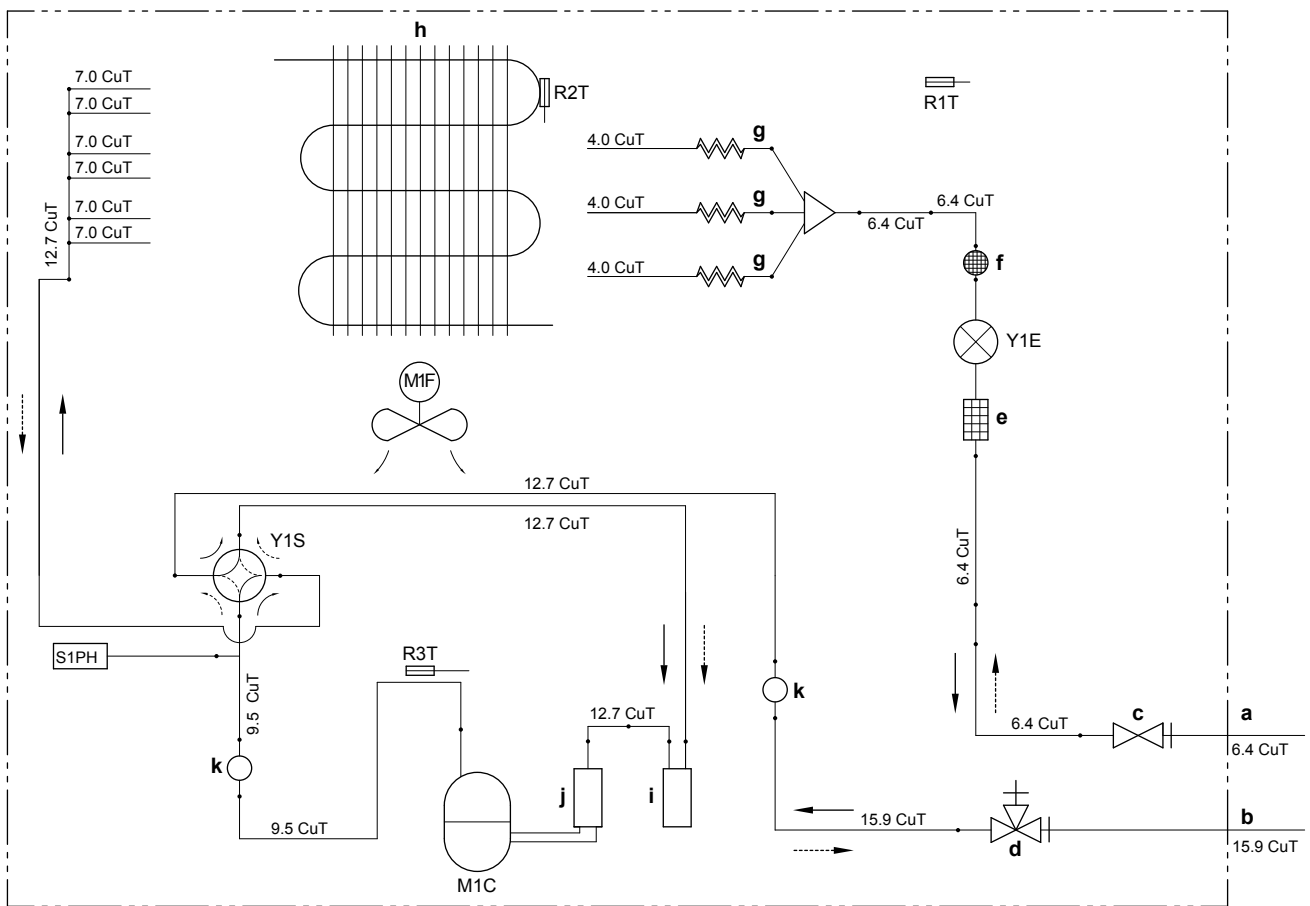 h
7.0 CuT
7.0 CuT
7.0 CuT
7.0 CuT
7.0 CuT
7.0 CuT
12.7 CuT
R2T
R1T
4.0 CuT
g
4.0 CuT
g
4.0 CuT
g
6.4 CuT
6.4 CuT
f
Y1E
e
M1F
12.7 CuT
12.7 CuT
Y1S
6.4 CuT
S1PH
R3T
9.5 CuT
k
12.7 CuT
k
6.4 CuT
c
a
6.4 CuT
j
i
9.5 CuT
M1C
15.9 CuT
d
b
15.9 CuT